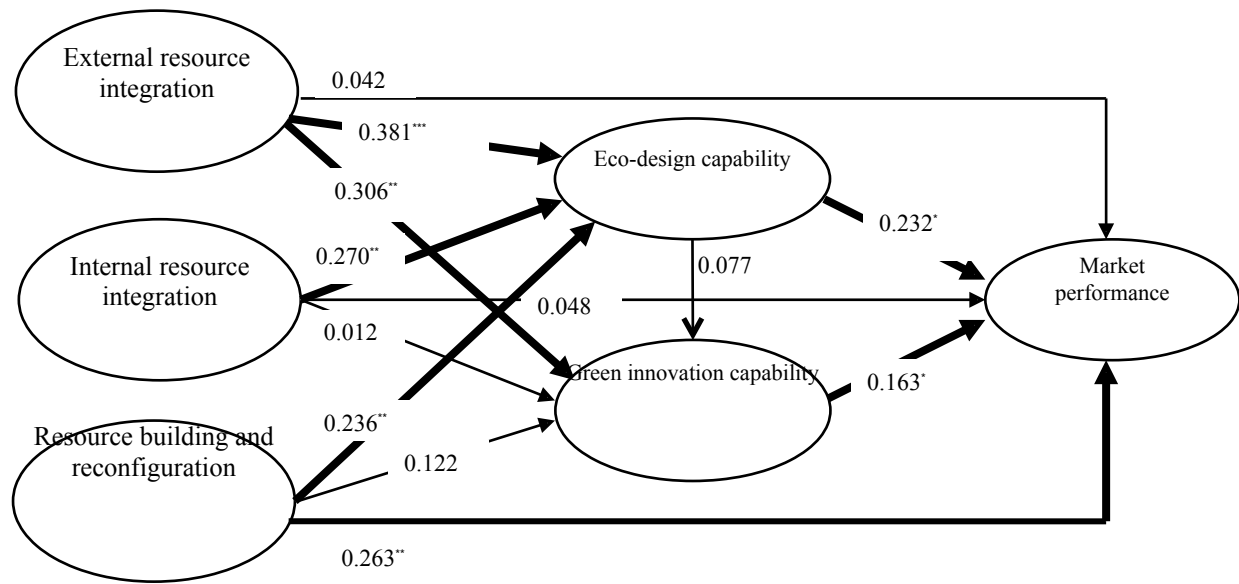 External resource
integration
0.042
0.381***
Eco-design capability
0.306**
0.232*
Internal resource
integration
0.270**
0.077
Market
performance
0.048
0.012
Green innovation capability
0.163*
Resource building and
reconfiguration
0.236**
0.122
0.263**